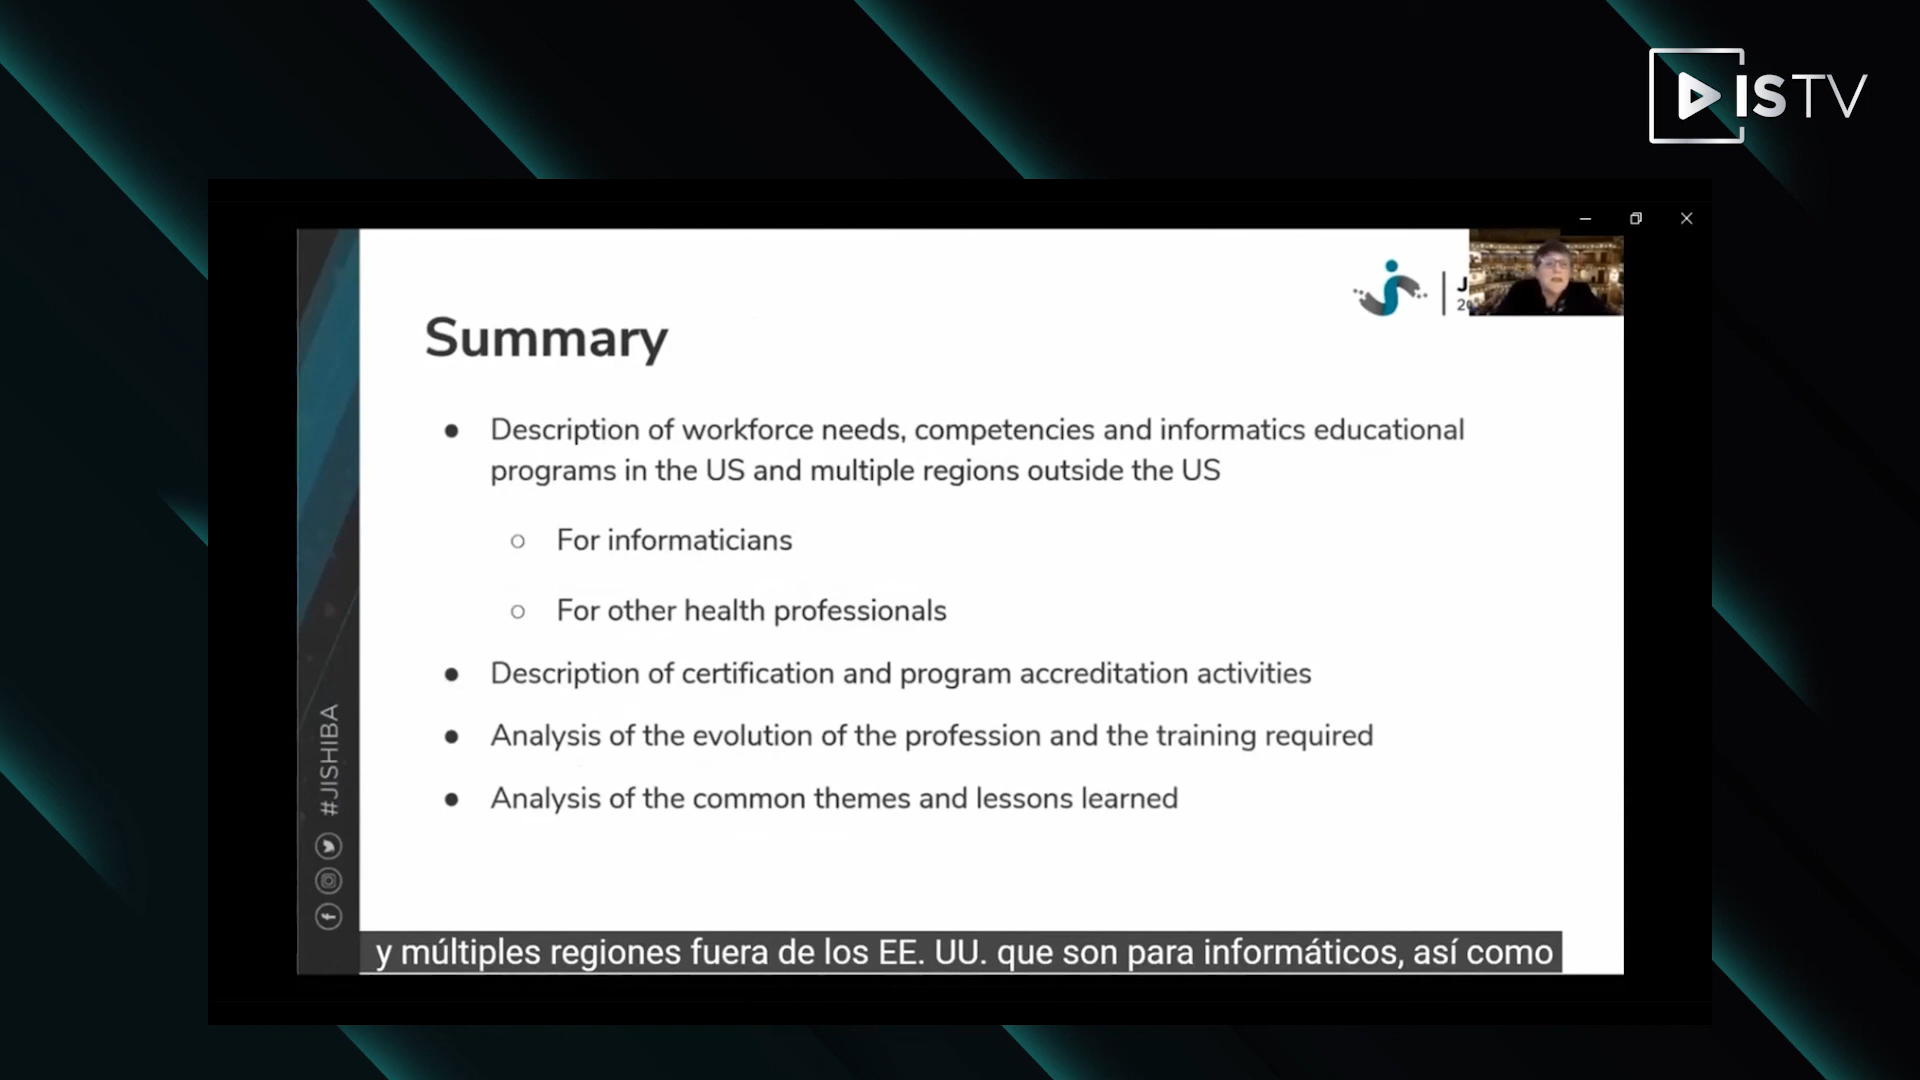 ISTV
J
20
Summary
● Description of workforce needs, competencies and informatics educational
programs in the US and multiple regions outside the US
○ For informaticians
○ For other health professionals
● Description of certification and program accreditation activities
● Analysis of the evolution of the profession and the training required
● Analysis of the common themes and lessons learned
#JISHIBA
y múltiples regiones fuera de los EE. UU. que son para informáticos, así como